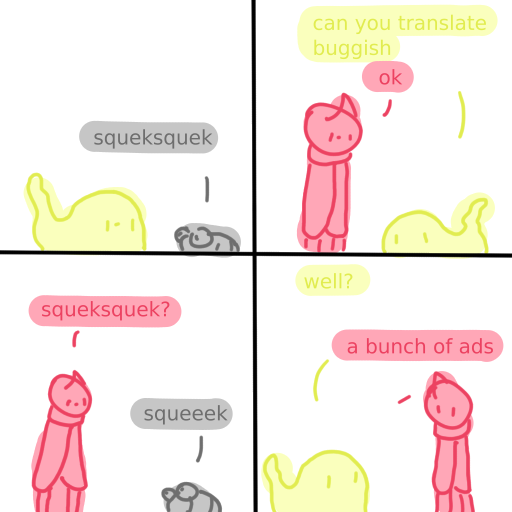 squeksquek
can you translate
buggish
ok
squeksquek?
squeeek
well?
a bunch of ads